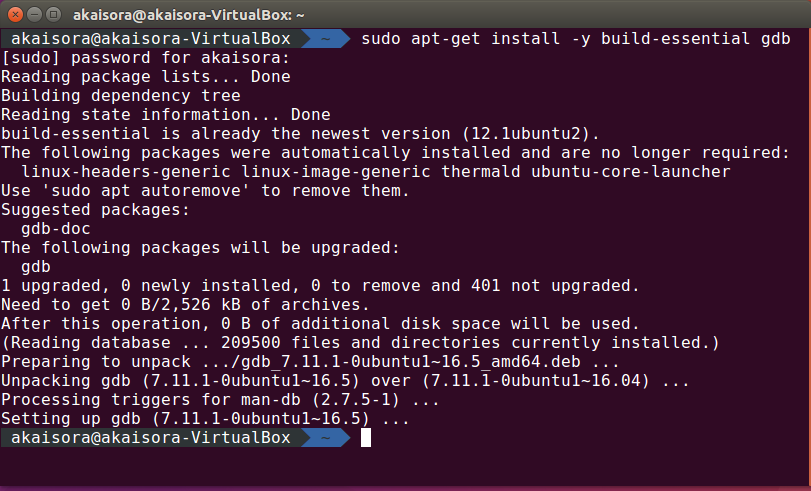 akaisora@akaisora-VirtualBox: ~
akaisora@akaisora-VirtualBox ~ sudo apt-get install -y build-essential gdb
[sudo] password for akaisora:
Reading package lists... Done
Building dependency tree
Reading state information... Done
build-essential is already the newest version (12.1ubuntu2).
The following packages were automatically installed and are no longer required:
  linux-headers-generic linux-image-generic thermald ubuntu-core-launcher
Use 'sudo apt autoremove' to remove them.
Suggested packages:
  gdb-doc
The following packages will be upgraded:
  gdb
1 upgraded, 0 newly installed, 0 to remove and 401 not upgraded.
Need to get 0 B/2,526 kB of archives.
After this operation, 0 B of additional disk space will be used.
(Reading database ... 209500 files and directories currently installed.)
Preparing to unpack .../gdb_7.11.1-0ubuntu1~16.5_amd64.deb ...
Unpacking gdb (7.11.1-0ubuntu1~16.5) over (7.11.1-0ubuntu1~16.04) ...
Processing triggers for man-db (2.7.5-1) ...
Setting up gdb (7.11.1-0ubuntu1~16.5) ...
akaisora@akaisora-VirtualBox ~